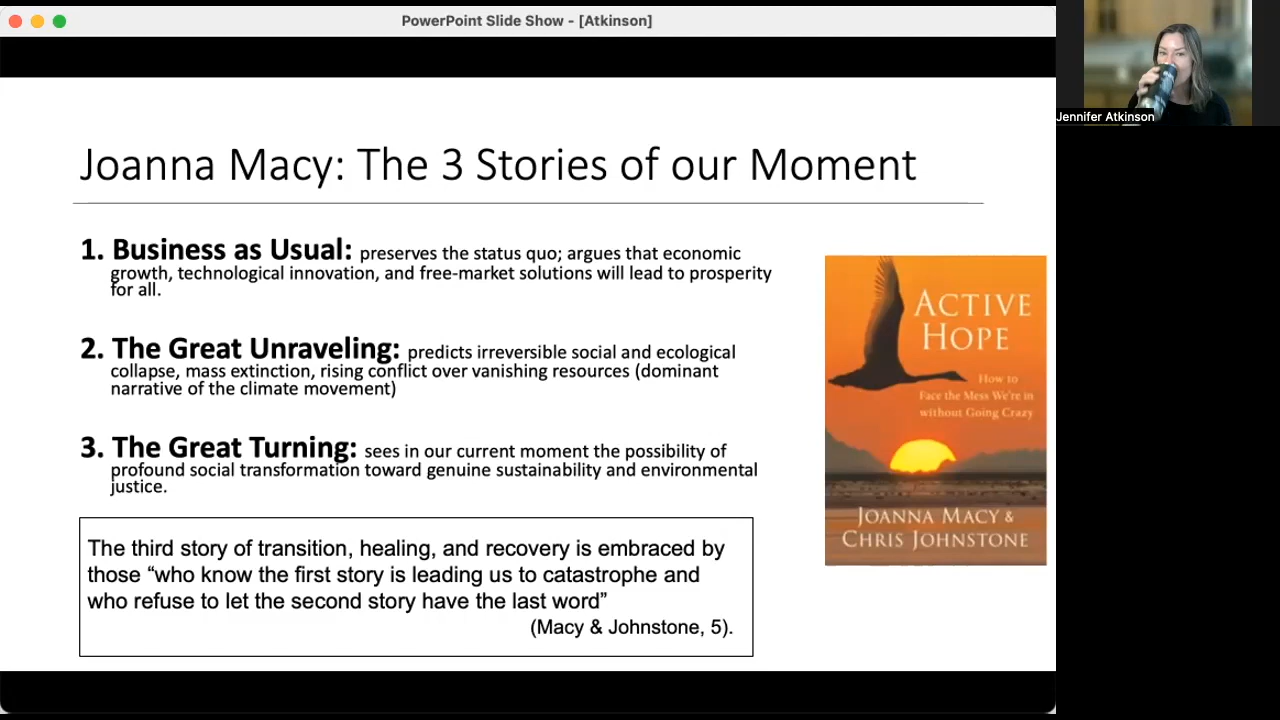 PowerPoint Slide Show - [Atkinson]
Jennifer Atkinson
Joanna Macy: The 3 Stories of our Moment
1. Business as Usual: preserves the status quo; argues that economic
growth, technological innovation, and free-market solutions will lead to prosperity
for all.
2. The Great Unraveling: predicts irreversible social and ecological
collapse, mass extinction, rising conflict over vanishing resources (dominant
narrative of the climate movement)
3. The Great Turning: sees in our current moment the possibility of
profound social transformation toward genuine sustainability and environmental
justice.
The third story of transition, healing, and recovery is embraced by
those “who know the first story is leading us to catastrophe and
who refuse to let the second story have the last word”
(Macy & Johnstone, 5).
ACTIVE
HOPE
How to
Face the Mess We're in
without Going Crazy
JOANNA MACY &
CHRIS JOHNSTONE